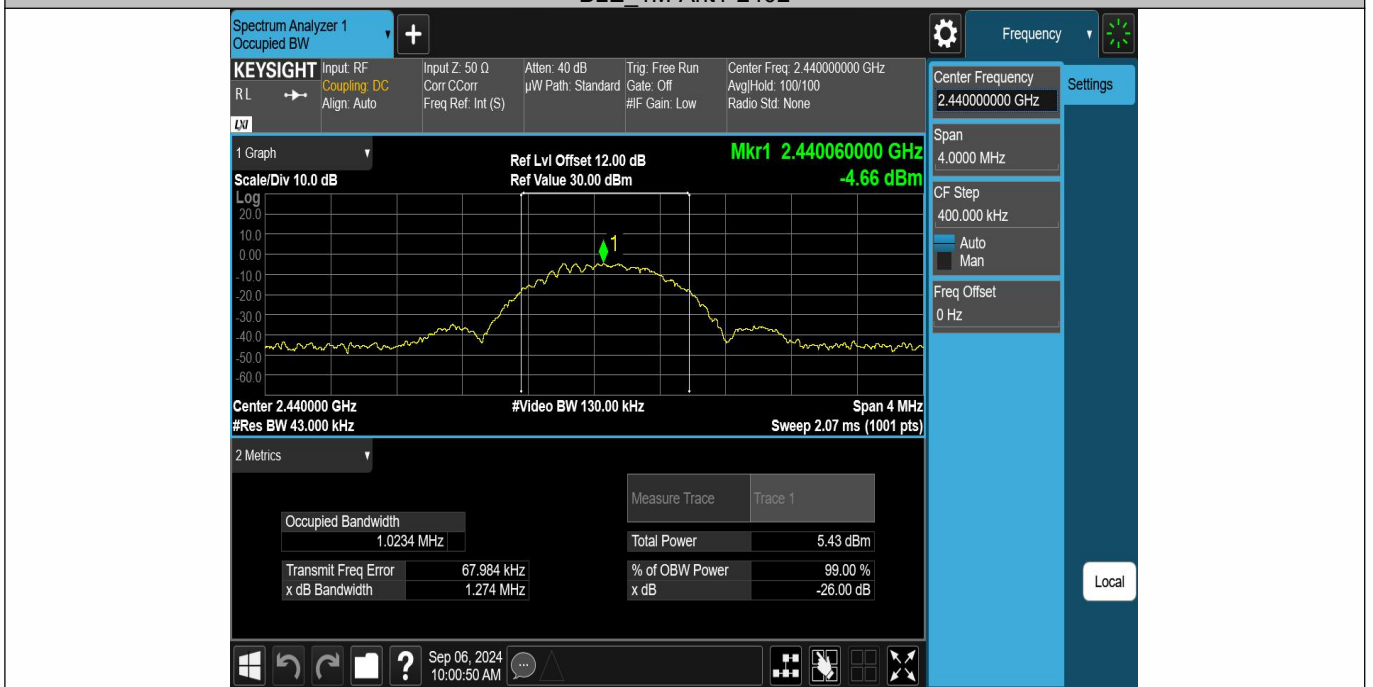 Spectrum Analyzer 1
Occupied BW
+
Frequency
KEYSIGHT
RL
LXI
Input: RF
Coupling: DC
Align: Auto
Input Z: 50 Ω
Corr CCorr
Freq Ref: Int (S)
Atten: 40 dB
µW Path: Standard
Trig: Free Run
Gate: Off
#IF Gain: Low
Center Freq: 2.440000000 GHz
Avg|Hold: 100/100
Radio Std: None
Center Frequency
2.440000000 GHz
Settings
Span
4.0000 MHz
CF Step
400.000 kHz
Auto
Man
Freq Offset
0 Hz
Local
1 Graph
Scale/Div 10.0 dB
Ref Lvl Offset 12.00 dB
Ref Value 30.00 dBm
Mkr1 2.440060000 GHz
-4.66 dBm
Log
20.0
10.0
0.00
-10.0
-20.0
-30.0
-40.0
-50.0
-60.0
1
Center 2.440000 GHz
#Video BW 130.00 kHz
Span 4 MHz
#Res BW 43.000 kHz
Sweep 2.07 ms (1001 pts)
2 Metrics
Measure Trace Trace 1
Occupied Bandwidth
1.0234 MHz
Total Power 5.43 dBm
Transmit Freq Error 67.984 kHz
% of OBW Power 99.00 %
x dB Bandwidth 1.274 MHz
x dB -26.00 dB
?
Sep 06, 2024
10:00:50 AM